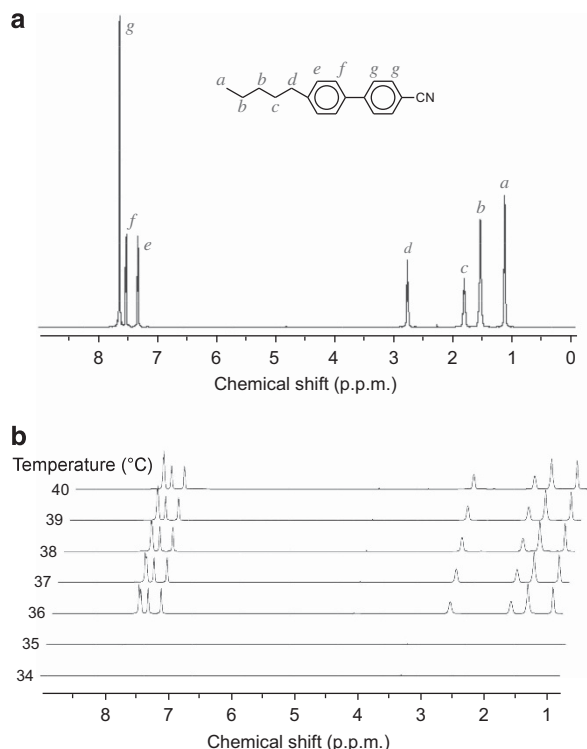 a
g
a b d e f g g
b c
CN
f
e
d
c
b
a
8 7 6 5 4 3 2 1 0
Chemical shift (p.p.m.)
b
Temperature (°C)
40
39
38
37
36
35
34
8 7 6 5 4 3 2 1
Chemical shift (p.p.m.)